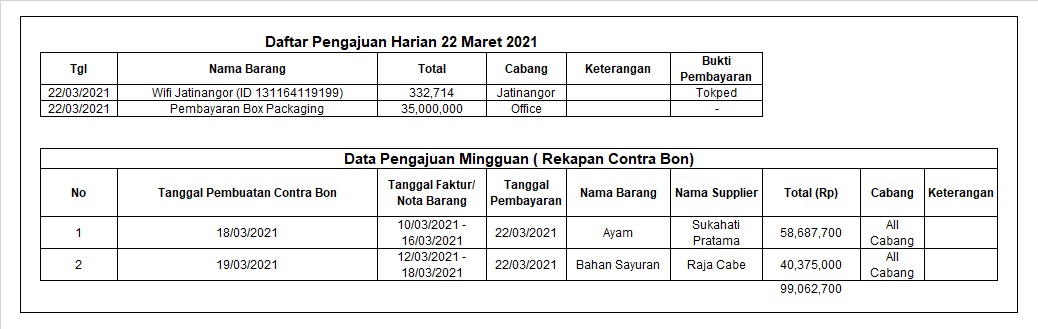 Daftar Pengajuan Harian 22 Maret 2021
Tgl Nama Barang Total Cabang Keterangan Bukti Pembayaran
22/03/2021 Wifi Jatinangor (ID 131164119199) 332,714 Jatinangor Tokped
22/03/2021 Pembayaran Box Packaging 35,000,000 Office -
Data Pengajuan Mingguan ( Rekapan Contra Bon)
No Tanggal Pembuatan Contra Bon Tanggal Faktur/ Nota Barang Tanggal Pembayaran Nama Barang Nama Supplier Total (Rp) Cabang Keterangan
1 18/03/2021 10/03/2021 - 16/03/2021 22/03/2021 Ayam Sukahati Pratama 58,687,700 All Cabang
2 19/03/2021 12/03/2021 - 18/03/2021 22/03/2021 Bahan Sayuran Raja Cabe 40,375,000 All Cabang
99,062,700